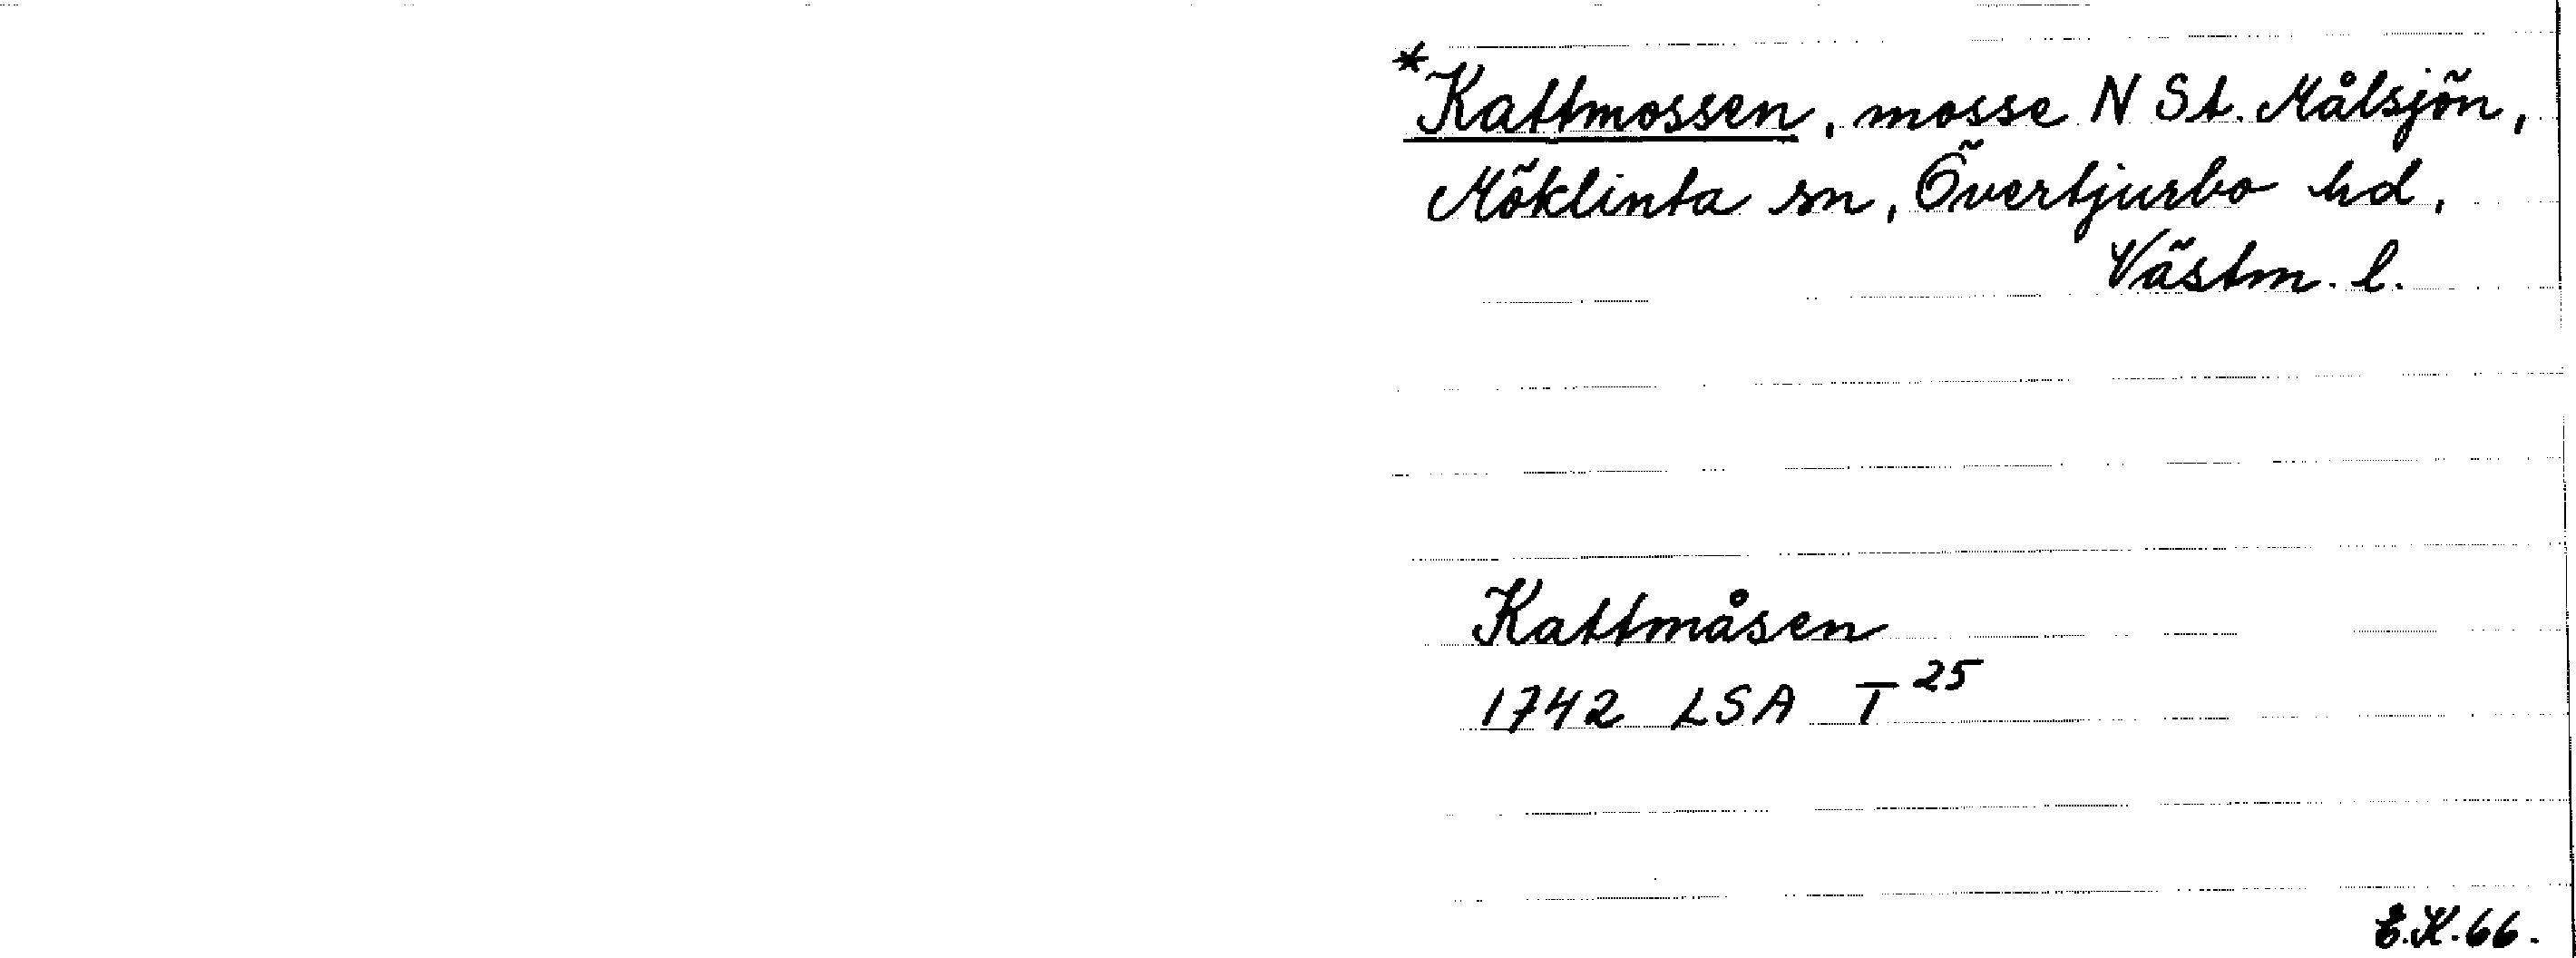 *Kattmossen, mosse N St. Målsjön,
Möklinta sn, Övertjurbo hd,
Västm. l.
Kattmåsen
1742 LSA T 25
E.K. 66.